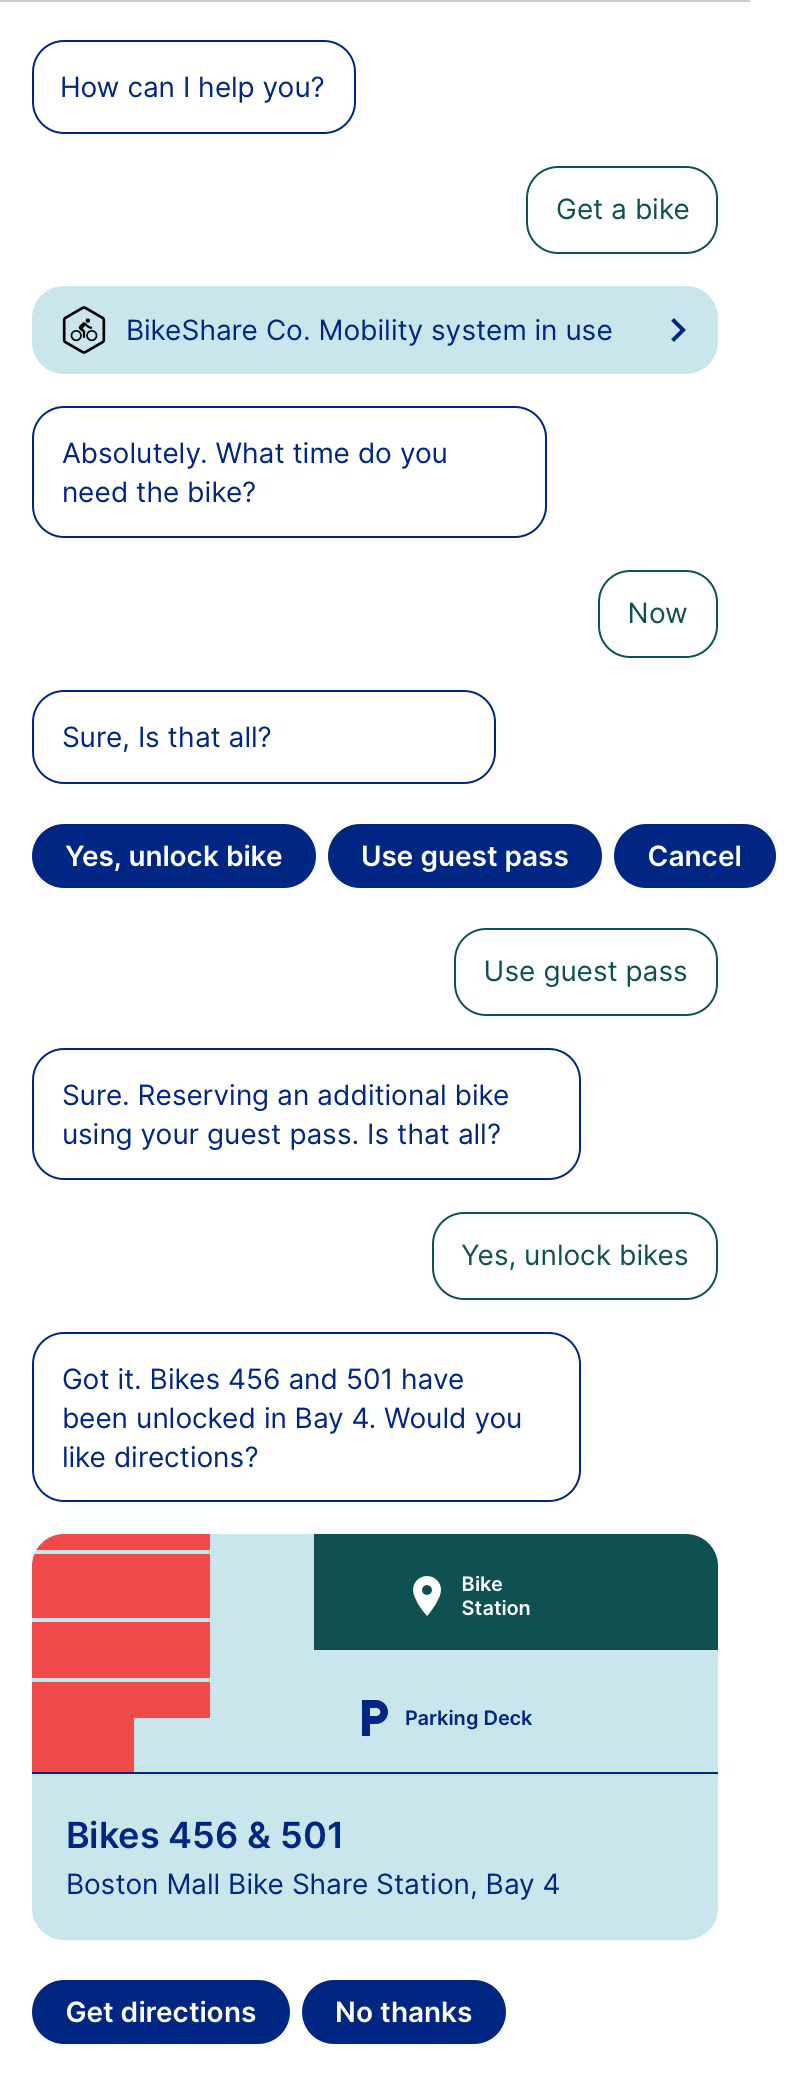 How can I help you?
Get a bike
BikeShare Co. Mobility system in use
Absolutely. What time do you
need the bike?
Now
Sure, Is that all?
Yes, unlock bike
Use guest pass
Cancel
Use guest pass
Sure. Reserving an additional bike
using your guest pass. Is that all?
Yes, unlock bikes
Got it. Bikes 456 and 501 have
been unlocked in Bay 4. Would you
like directions?
Bike
Station
P Parking Deck
Bikes 456 & 501
Boston Mall Bike Share Station, Bay 4
Get directions
No thanks